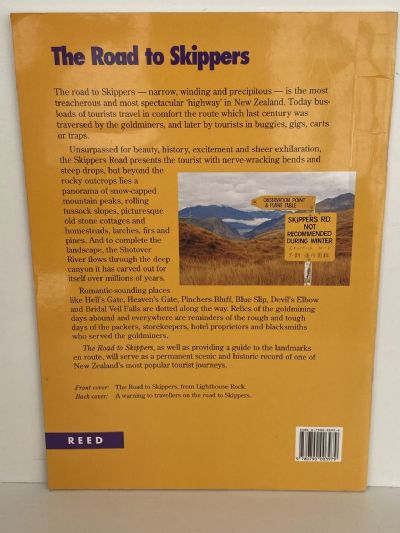 The Road to Skippers
The road to Skippers — narrow, winding and precipitous — is the most
treacherous and most spectacular 'highway' in New Zealand. Today bus-
loads of tourists travel in comfort the route which last century was
traversed by the goldminers, and later by tourists in buggies, gigs, carts
or traps.
Unsurpassed for beauty, history, excitement and sheer exhilaration,
the Skippers Road presents the tourist with nerve-wracking bends and
steep drops, but beyond the
rocky outcrops lies a
panorama of snow-capped
mountain peaks, rolling
tussock slopes, picturesque
old stone cottages and
homesteads, larches, firs and
pines. And to complete the
landscape, the Shotover
River flows through the deep
canyon it has carved out for
itself over millions of years.
OBSERVATION POINT
& PLANE TABLE
SKIPPERS RD.
NOT
RECOMMENDED
DURING WINTER
Romantic-sounding places
like Hell's Gate, Heaven's Gate, Pinchers Bluff, Blue Slip, Devil's Elbow
and Bridal Veil Falls are dotted along the way. Relics of the goldmining
days abound and everywhere are reminders of the rough and tough
days of the packers, storekeepers, hotel proprietors and blacksmiths
who served the goldminers.
The Road to Skippers, as well as providing a guide to the landmarks
en route, will serve as a permanent scenic and historic record of one of
New Zealand's most popular tourist journeys.
Front cover: The Road to Skippers, from Lighthouse Rock.
Back cover: A warning to travellers on the road to Skippers.
REED